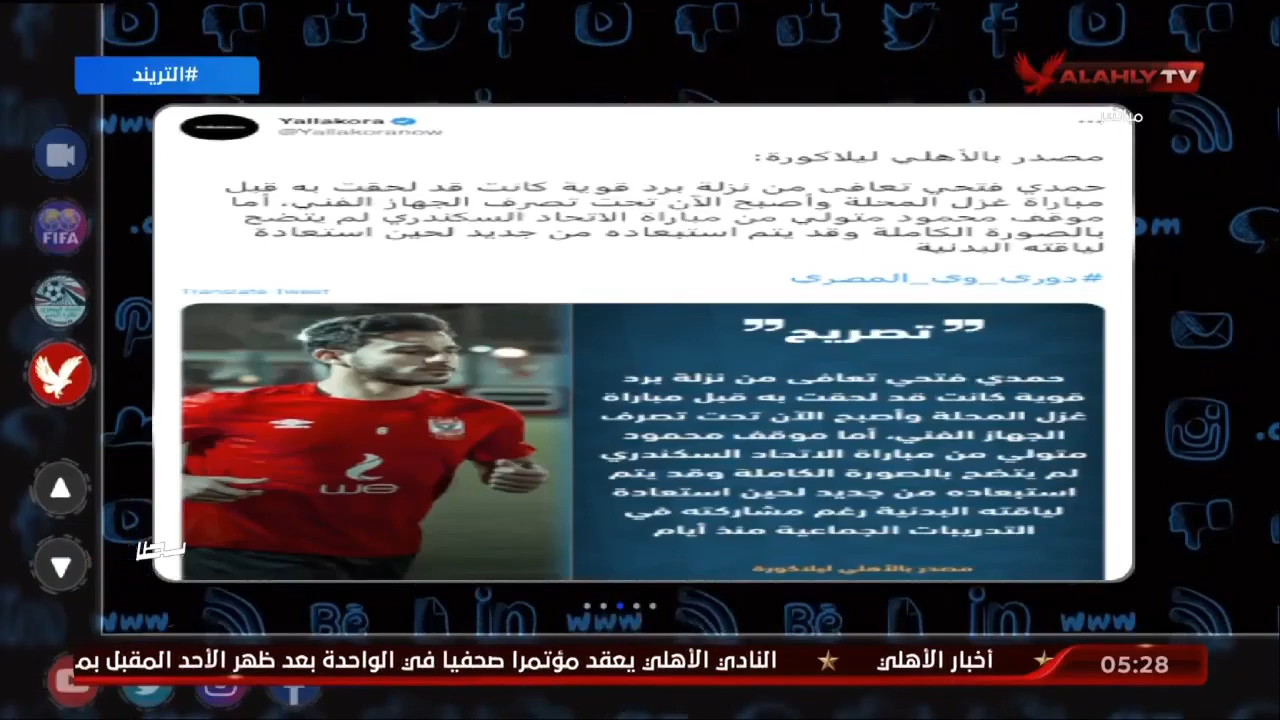 #التريند
ALAHLY TV
مباشر
Yallakora
@Yallakoranow
مصدر بالأهلي ليلاكورة:
حمدي فتحي تعافى من نزلة برد قوية كانت قد لحقت به قبل
مباراة غزل المحلة وأصبح الآن تحت تصرف الجهاز الفني، أما
موقف محمود متولي من مباراة الاتحاد السكندري لم يتضح
بالصورة الكاملة وقد يتم استبعاده من جديد لحين استعادة
لياقته البدنية
#دوري_وي_المصري
Translate Tweet
” تصريح ”
حمدي فتحي تعافى من نزلة برد
قوية كانت قد لحقت به قبل مباراة
غزل المحلة وأصبح الآن تحت تصرف
الجهاز الفني، أما موقف محمود
متولي من مباراة الاتحاد السكندري
لم يتضح بالصورة الكاملة وقد يتم
استبعاده من جديد لحين استعادة
لياقته البدنية رغم مشاركته في
التدريبات الجماعية منذ أيام
مصدر بالأهلي ليلاكورة
FIFA
we
www
www
www
www
أخبار الأهلي
النادي الأهلي يعقد مؤتمرا صحفيا في الواحدة بعد ظهر الأحد المقبل بم
05:28